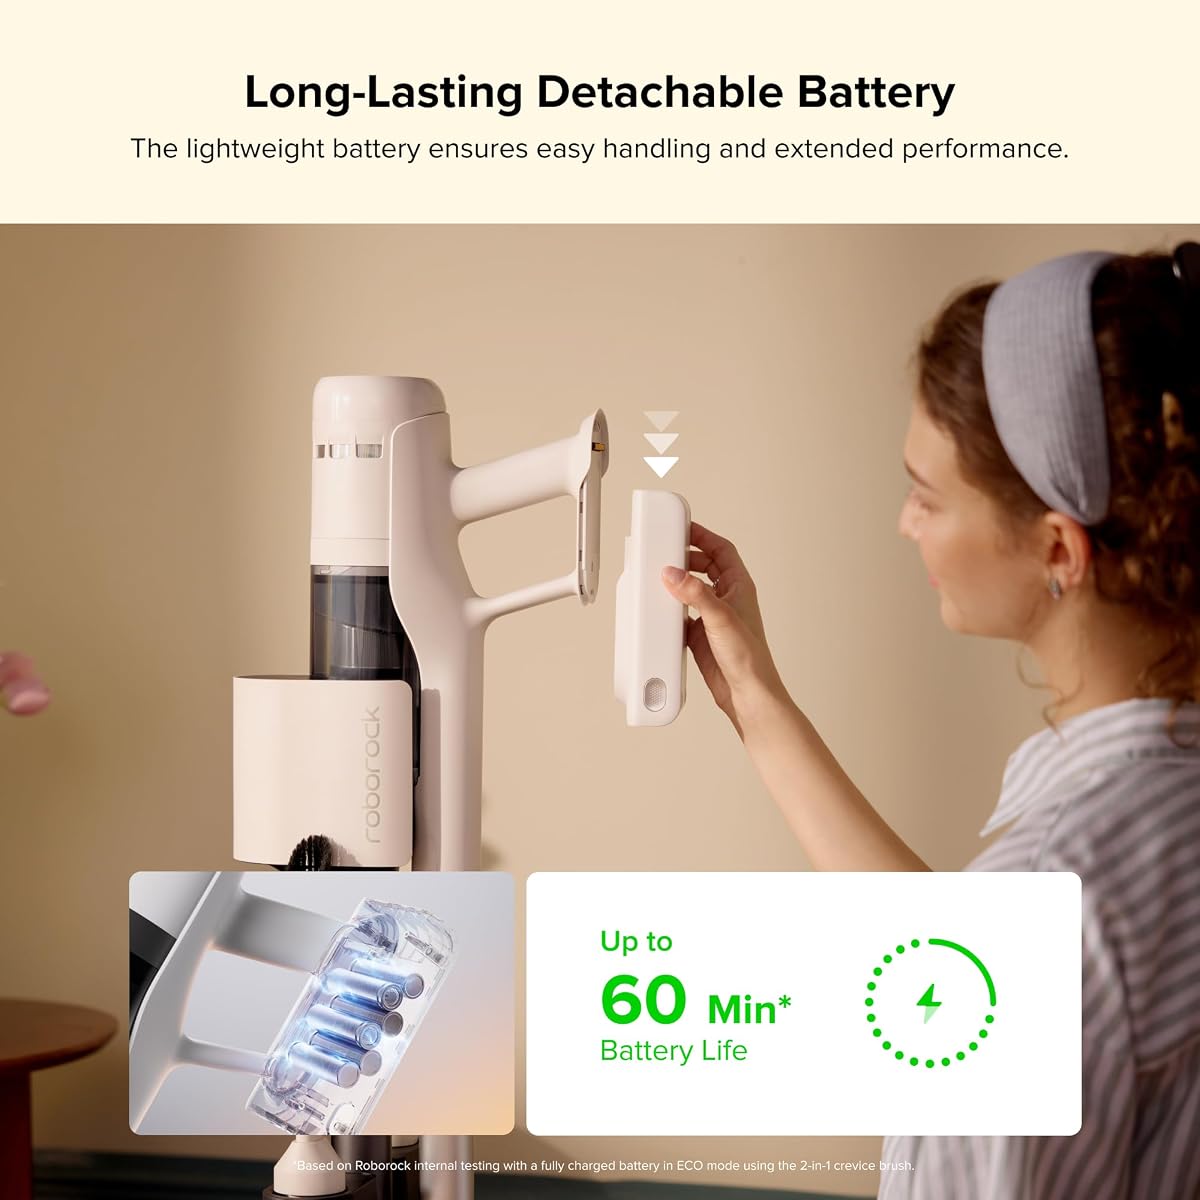 Long-Lasting Detachable Battery
The lightweight battery ensures easy handling and extended performance.
roborock
Up to
60 Min*
Battery Life
*Based on Roborock internal testing with a fully charged battery in ECO mode using the 2-in-1 crevice brush.